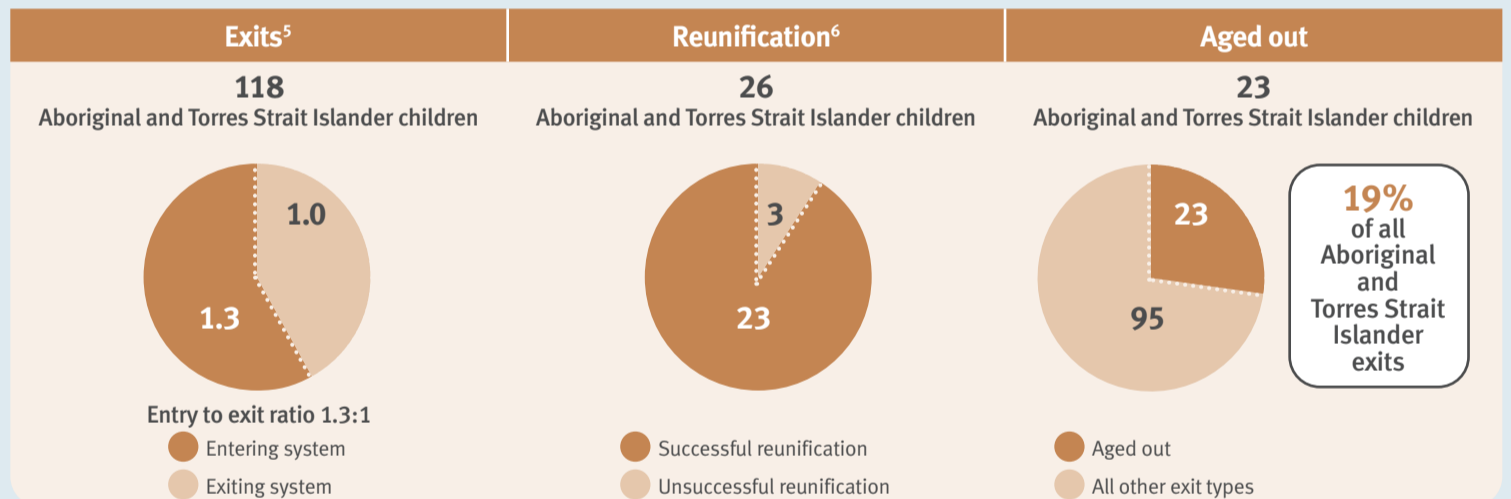 Exits⁵
118
Aboriginal and Torres Strait Islander children
1.0
1.3
Entry to exit ratio 1.3:1
Entering system
Exiting system
Reunification⁶
26
Aboriginal and Torres Strait Islander children
3
23
Successful reunification
Unsuccessful reunification
Aged out
23
Aboriginal and Torres Strait Islander children
23
95
19%
of all
Aboriginal
and
Torres Strait
Islander
exits
Aged out
All other exit types